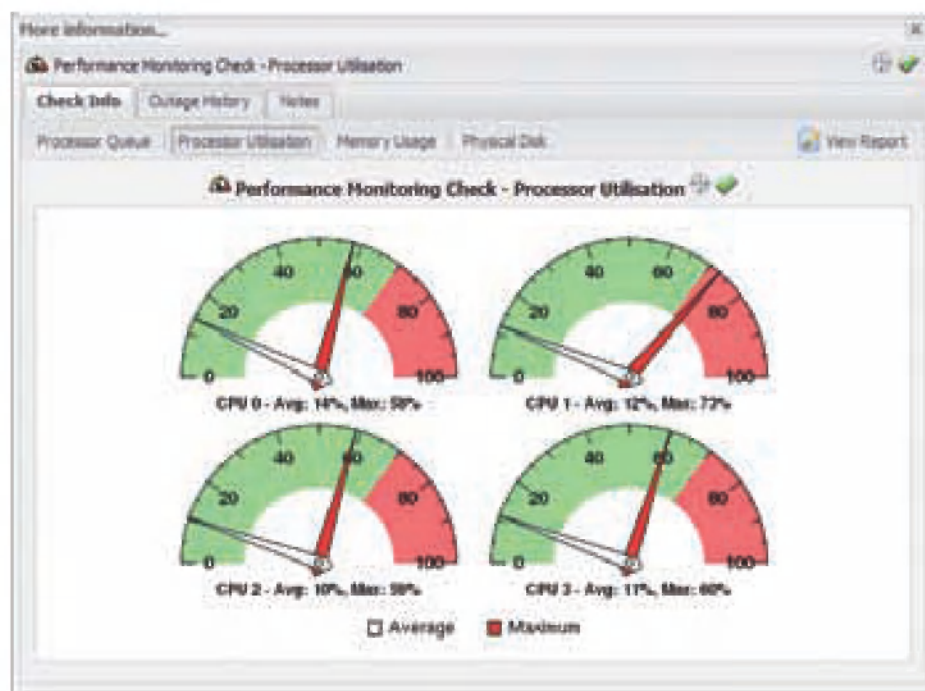 More information...
Performance Monitoring Check - Processor Utilisation
Check Info Outage History Notes
Processor Queue Processor Utilisation Memory Usage Physical Disk View Report
Performance Monitoring Check - Processor Utilisation
0 20 40 60 80 100
0 20 40 60 80 100
CPU 0 - Avg: 14%, Max: 58%
CPU 1 - Avg: 12%, Max: 73%
0 20 40 60 80 100
0 20 40 60 80 100
CPU 2 - Avg: 10%, Max: 59%
CPU 3 - Avg: 11%, Max: 60%
Average Maximum